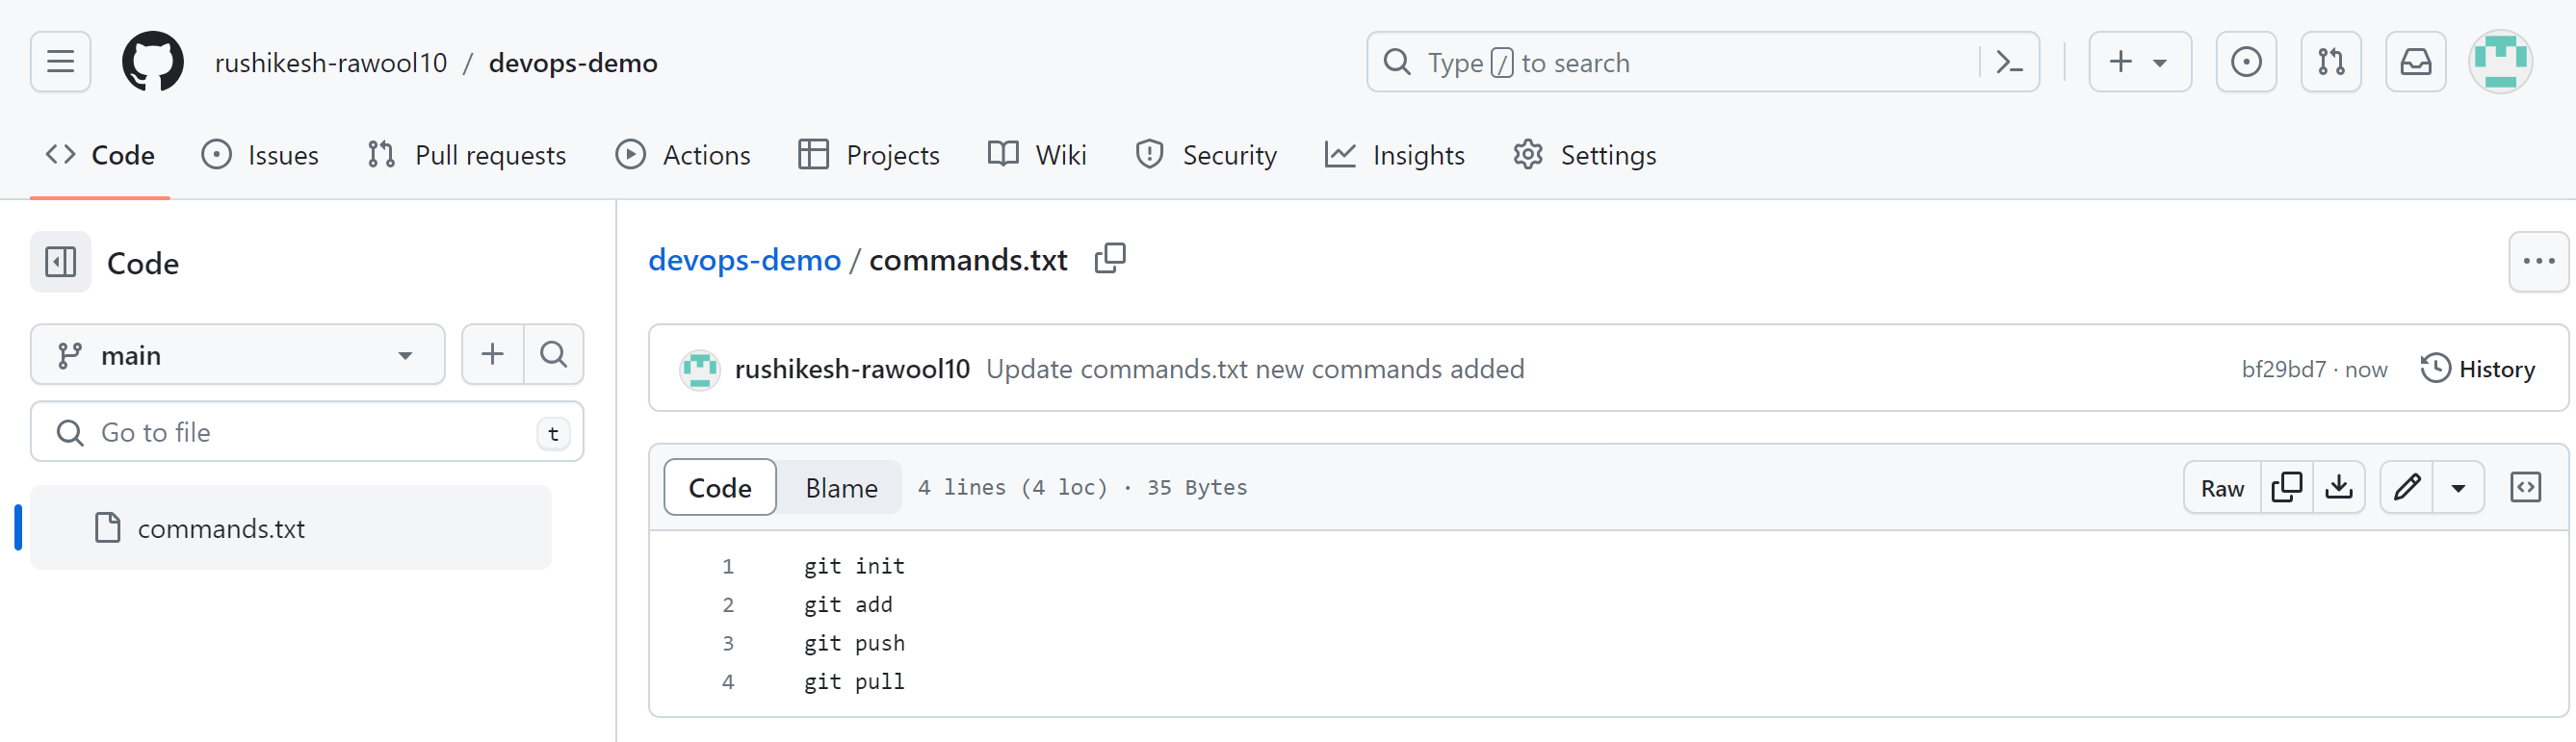 rushikesh-rawool10 / devops-demo
Type / to search
Code Issues Pull requests Actions Projects Wiki Security Insights Settings
Code
main
Go to file t
commands.txt
devops-demo / commands.txt
rushikesh-rawool10 Update commands.txt new commands added bf29bd7 · now History
Code Blame 4 lines (4 loc) · 35 Bytes Raw
1 git init
2 git add
3 git push
4 git pull